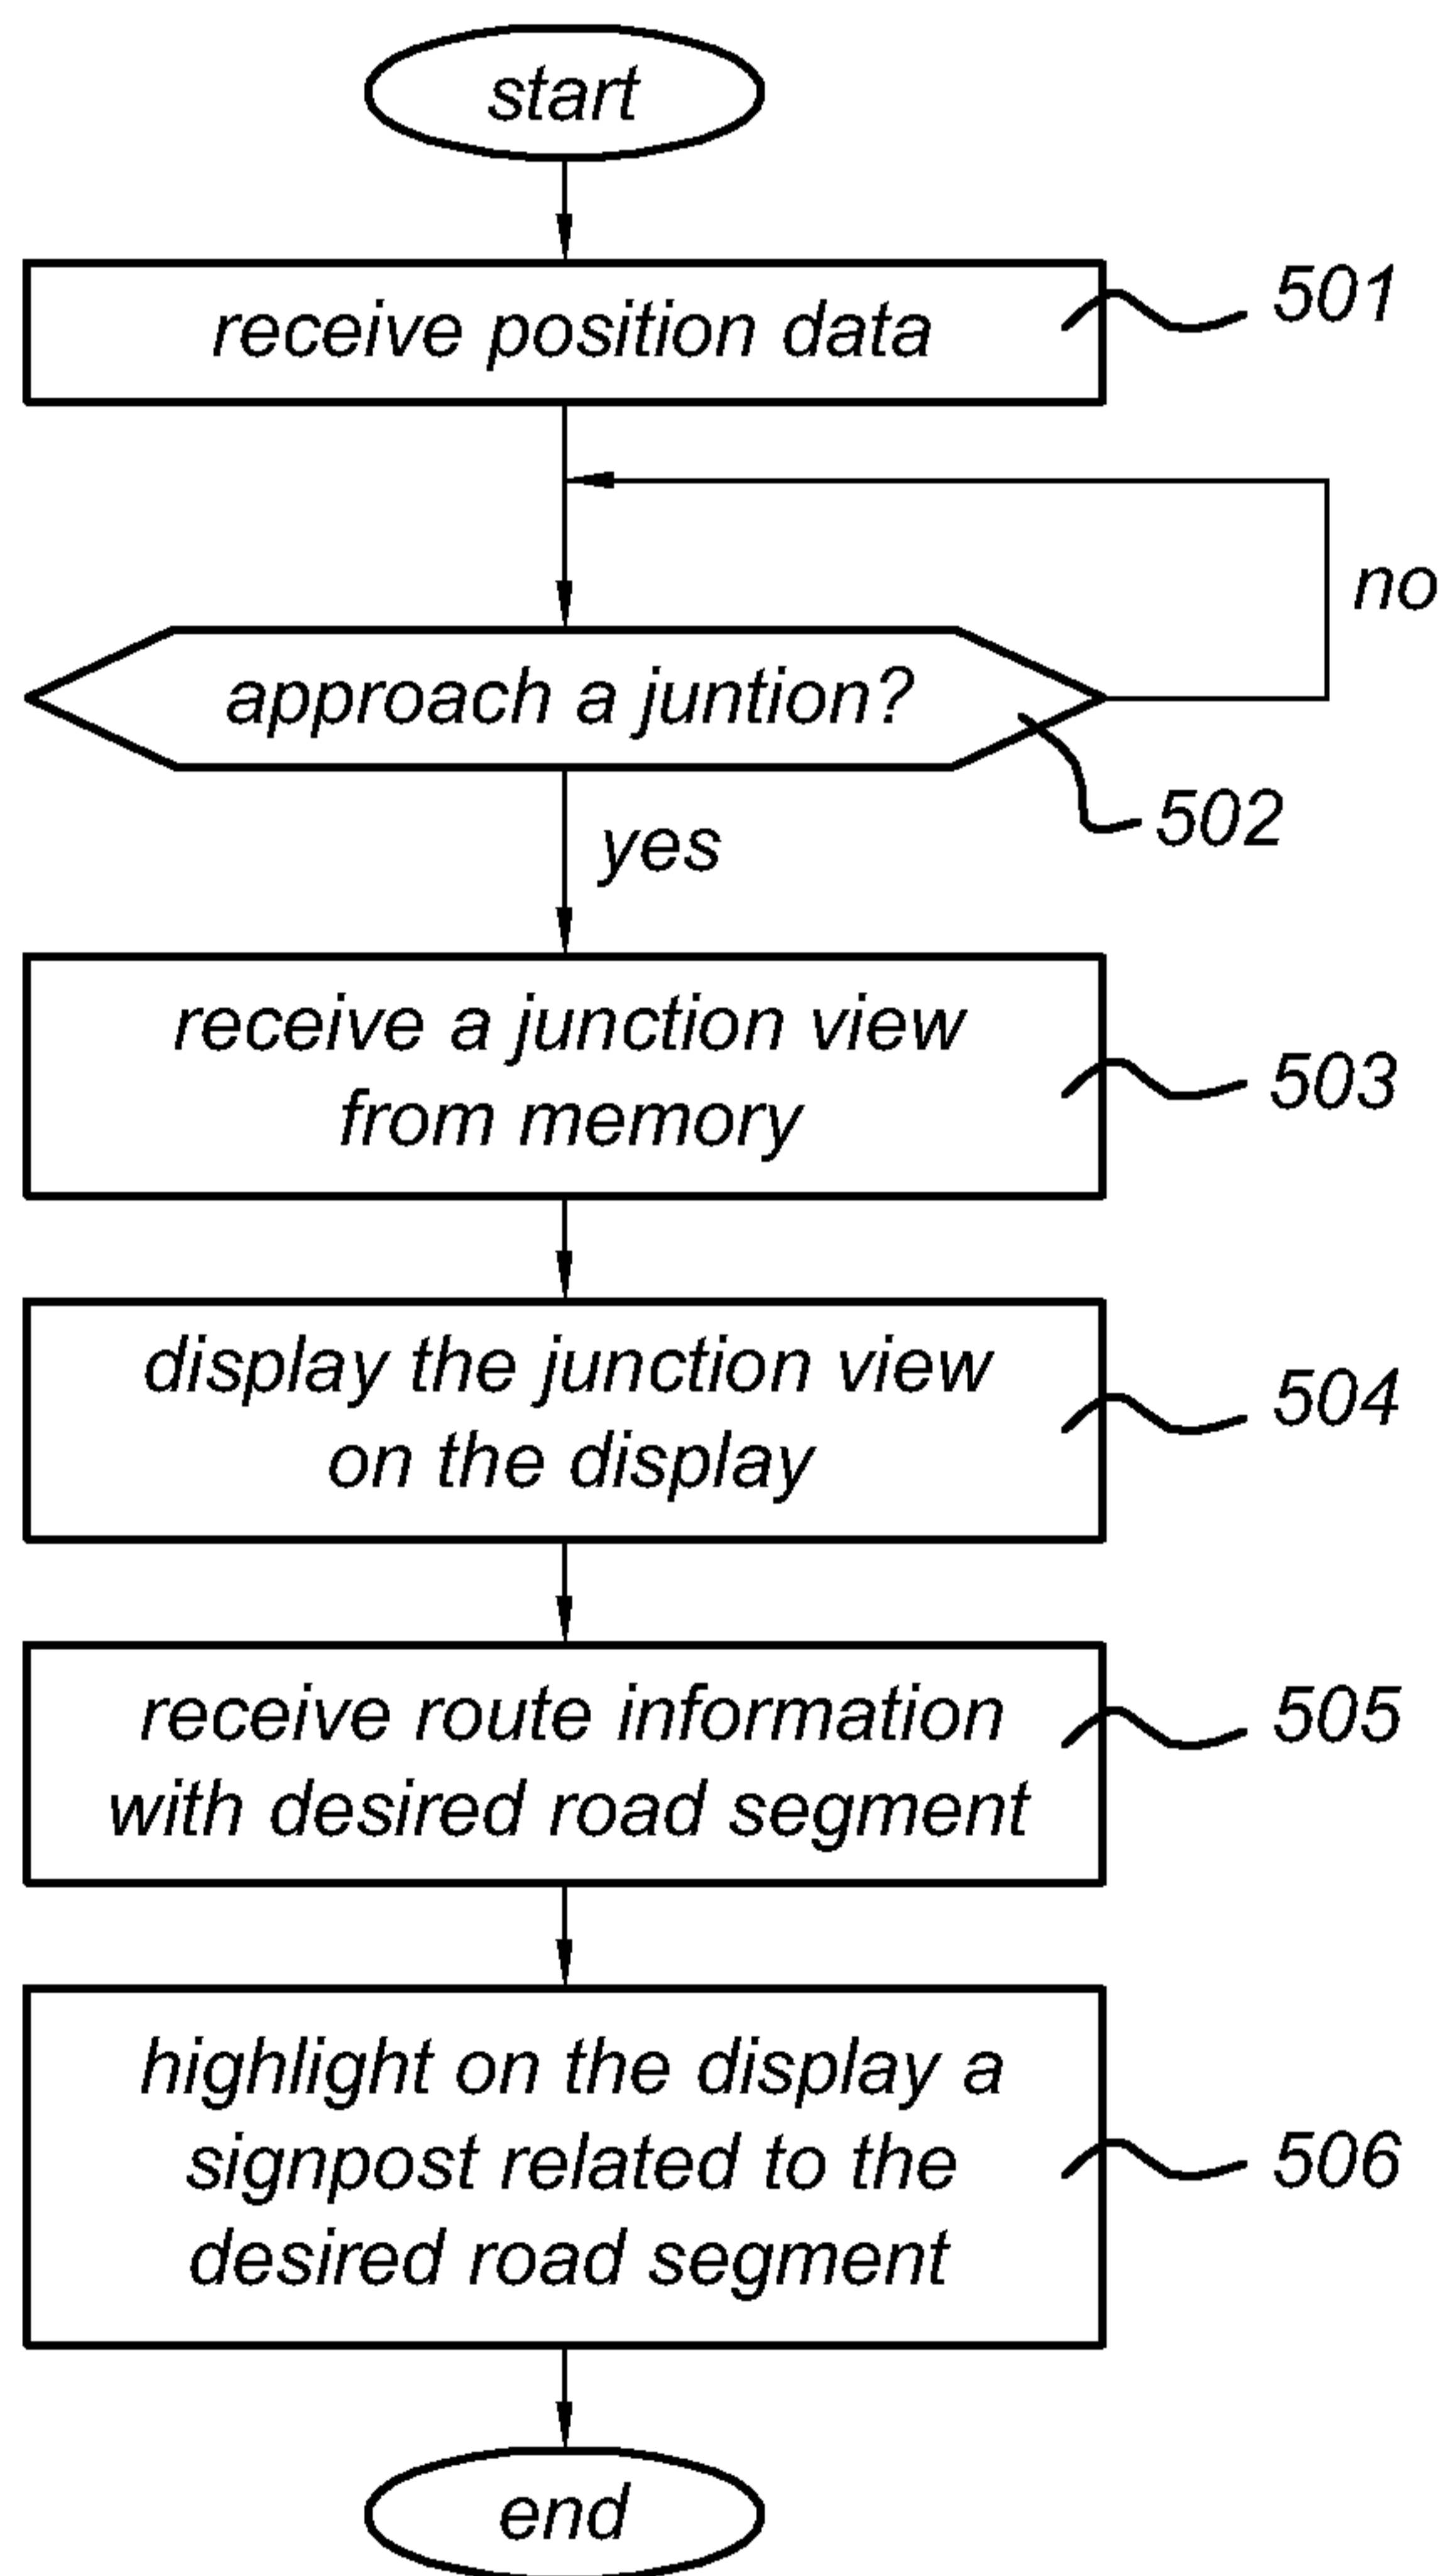 start
receive position data
501
no
approach a juntion?
502
yes
receive a junction view
from memory
503
display the junction view
on the display
504
receive route information
with desired road segment
505
highlight on the display a
signpost related to the
desired road segment
506
end